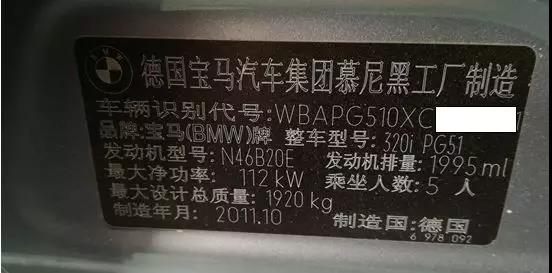 BMW
德国宝马汽车集团慕尼黑工厂制造
车辆识别代号:WBAPG510XC 1
品牌:宝马(BMW)牌 整车型号:320i PG51
发动机型号:N46B20E 发动机排量:1995ml
最大净功率: 112kW 乘坐人数:5人
最大设计总质量:1920kg
制造年月:2011.10 制造国:德国
6 978 092